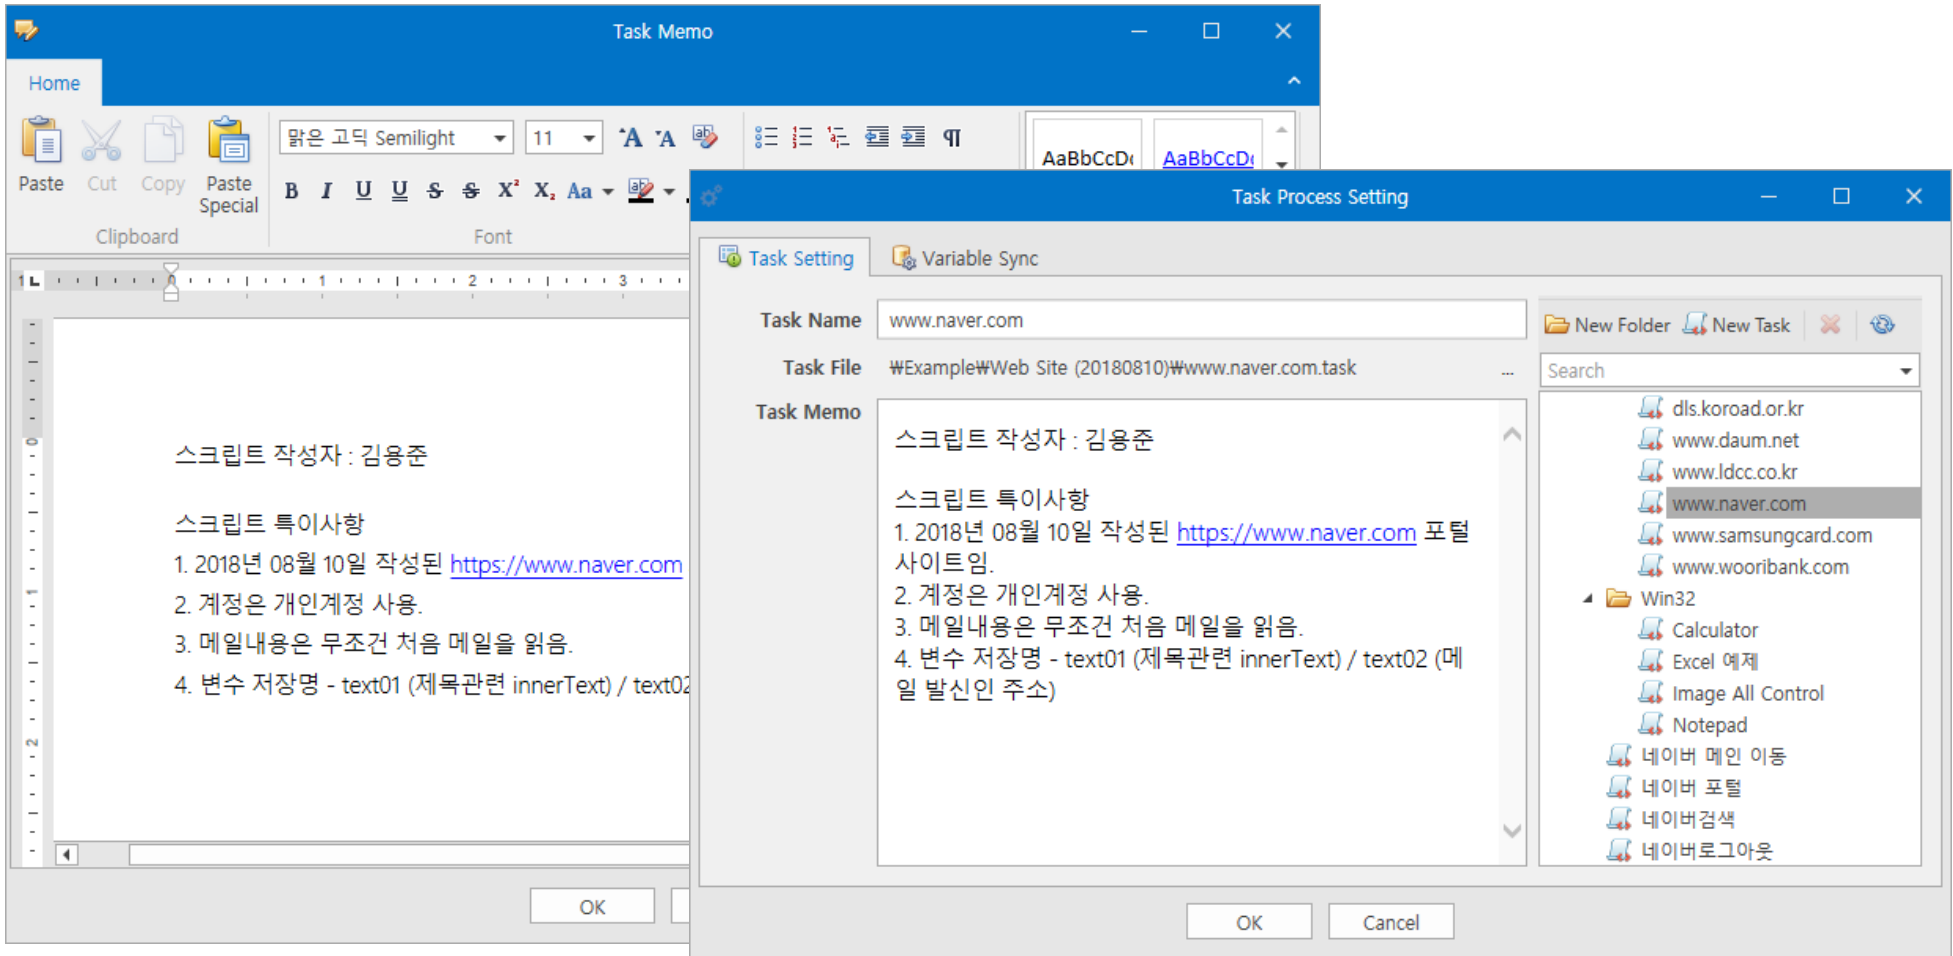 Task Memo
Home
Paste
Cut
Copy
Paste Special
Clipboard
맑은 고딕 Semilight
11
Font
AaBbCcD
AaBbCcD
1
0
1
2
3
0
1
2
스크립트 작성자 : 김용준
스크립트 특이사항
1. 2018년 08월 10일 작성된 https://www.naver.com
2. 계정은 개인계정 사용.
3. 메일내용은 무조건 처음 메일을 읽음.
4. 변수 저장명 - text01 (제목관련 innerText) / text02
OK
Task Process Setting
Task Setting
Variable Sync
Task Name
www.naver.com
Task File
₩Example₩Web Site (20180810)₩www.naver.com.task
...
Task Memo
스크립트 작성자 : 김용준
스크립트 특이사항
1. 2018년 08월 10일 작성된 https://www.naver.com 포털
사이트임.
2. 계정은 개인계정 사용.
3. 메일내용은 무조건 처음 메일을 읽음.
4. 변수 저장명 - text01 (제목관련 innerText) / text02 (메
일 발신인 주소)
New Folder
New Task
Search
dls.koroad.or.kr
www.daum.net
www.ldcc.co.kr
www.naver.com
www.samsungcard.com
www.wooribank.com
Win32
Calculator
Excel 예제
Image All Control
Notepad
네이버 메인 이동
네이버 포털
네이버검색
네이버로그아웃
OK
Cancel